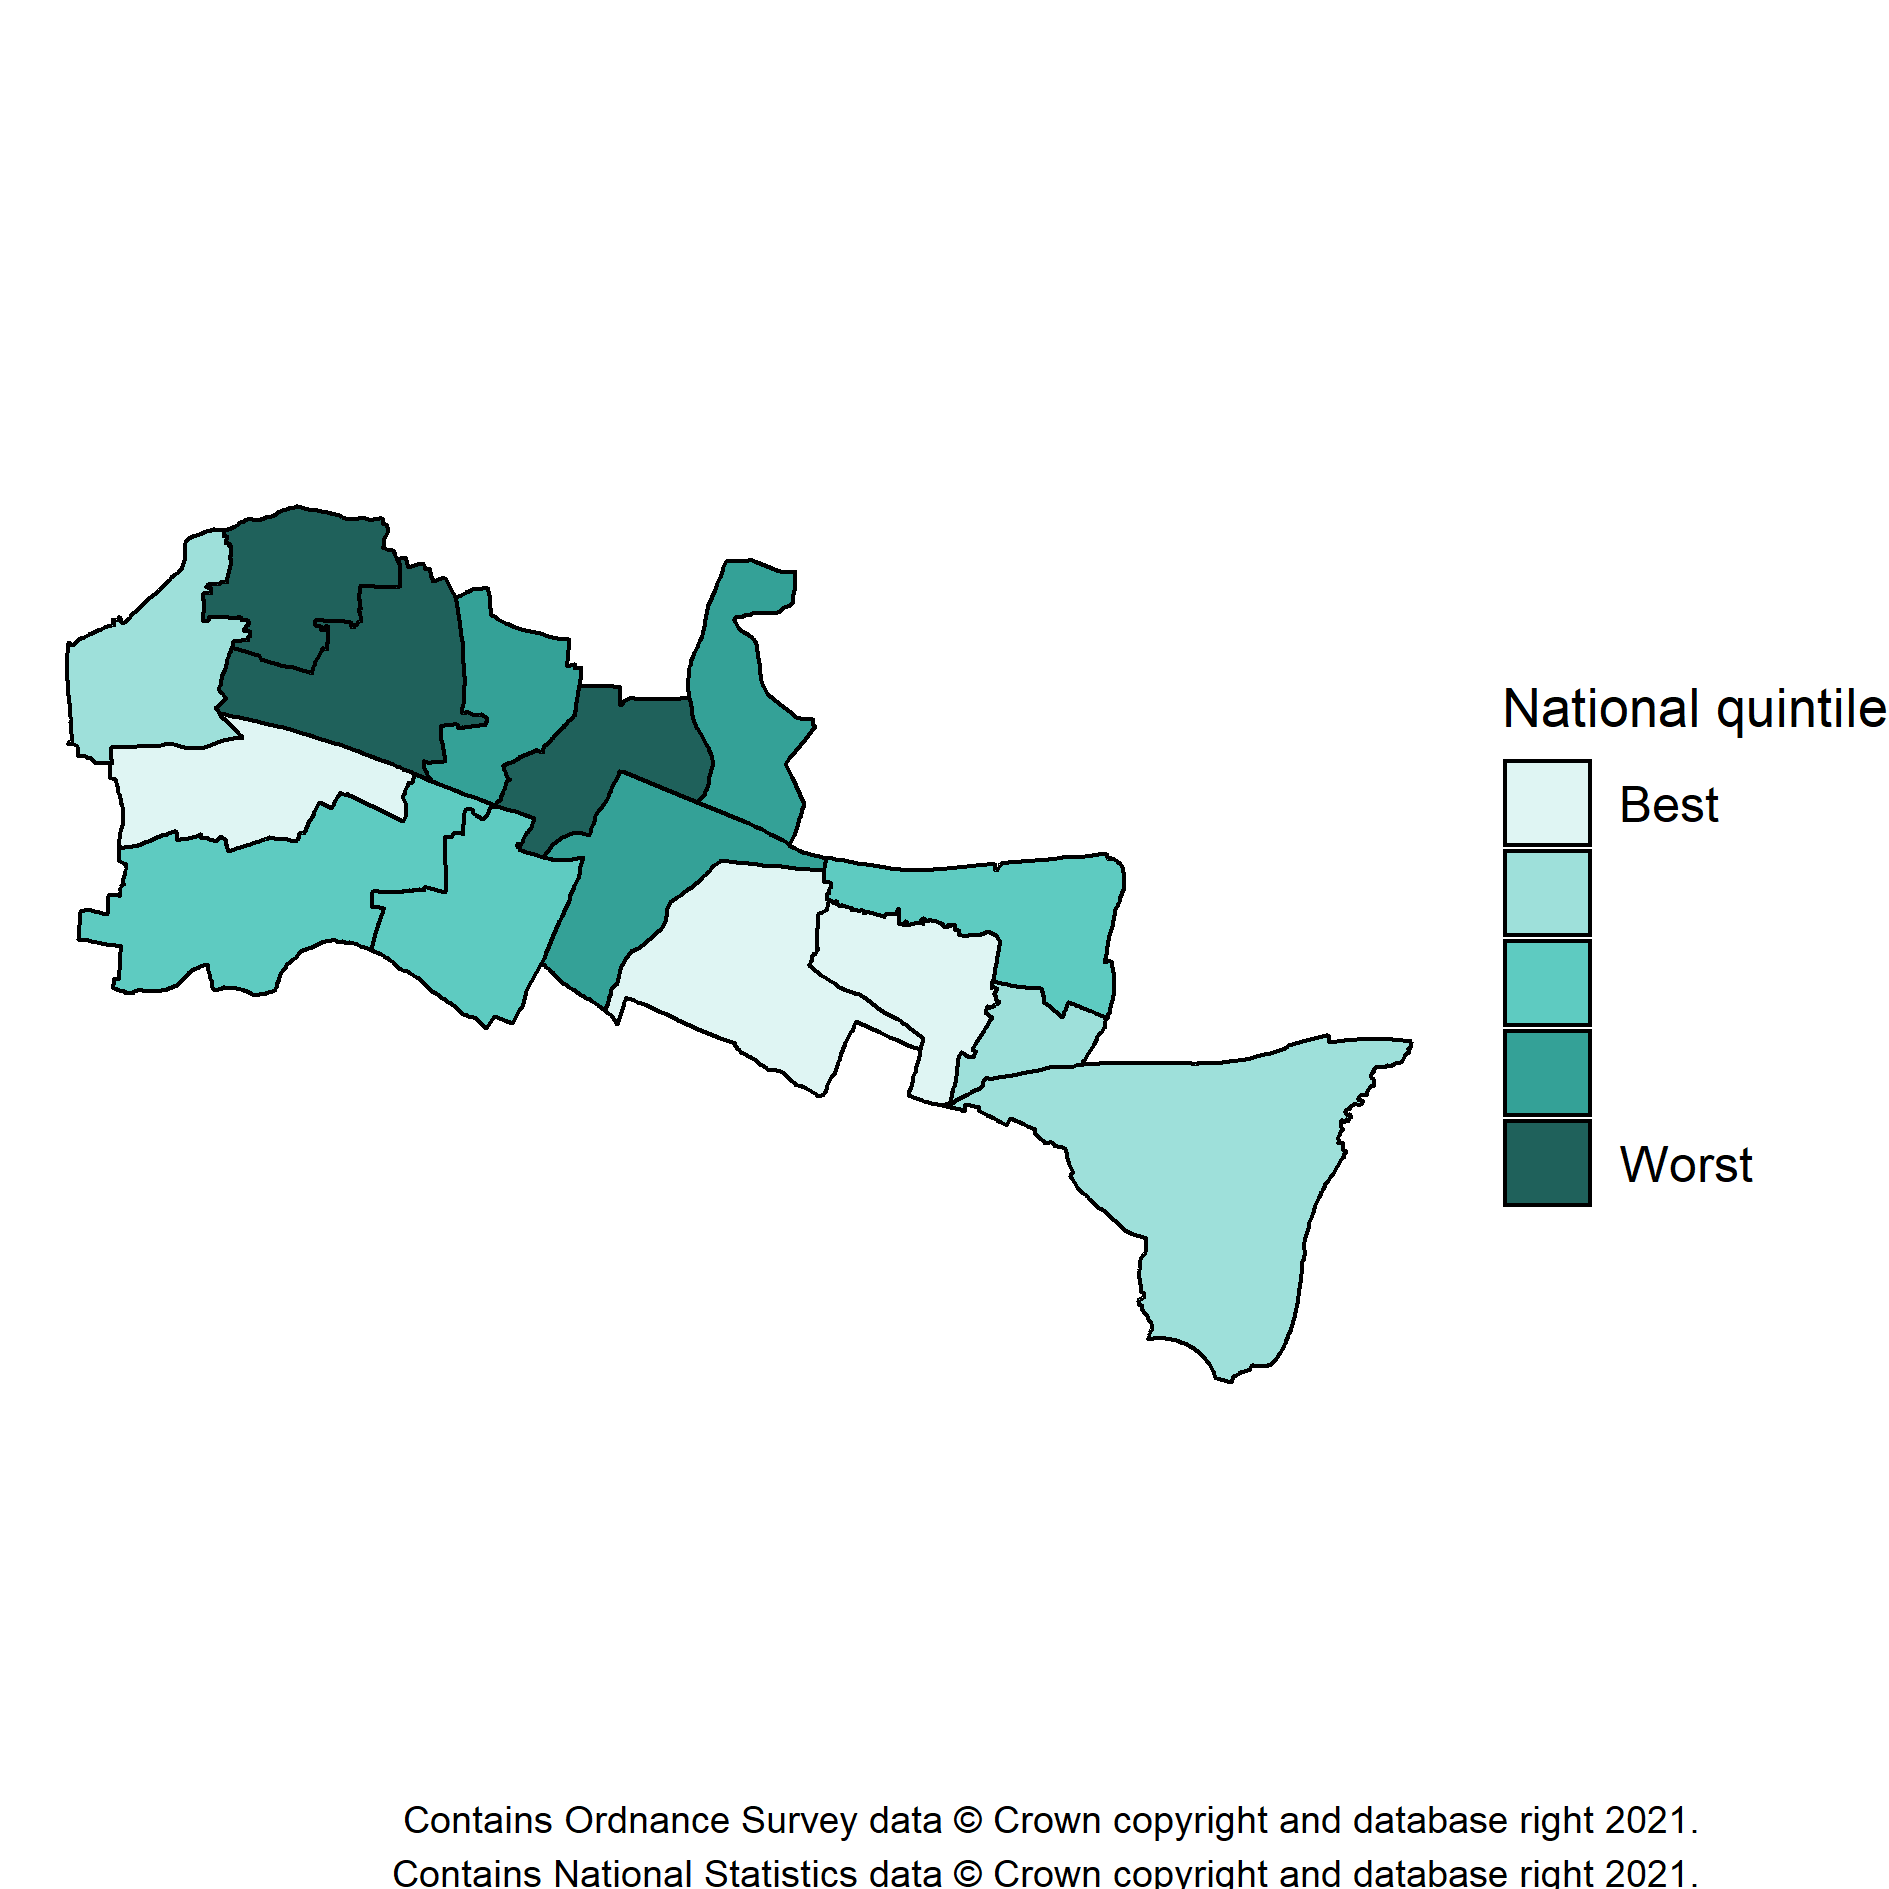 National quintile
Best
Worst
Contains Ordnance Survey data © Crown copyright and database right 2021.
Contains National Statistics data © Crown copyright and database right 2021.